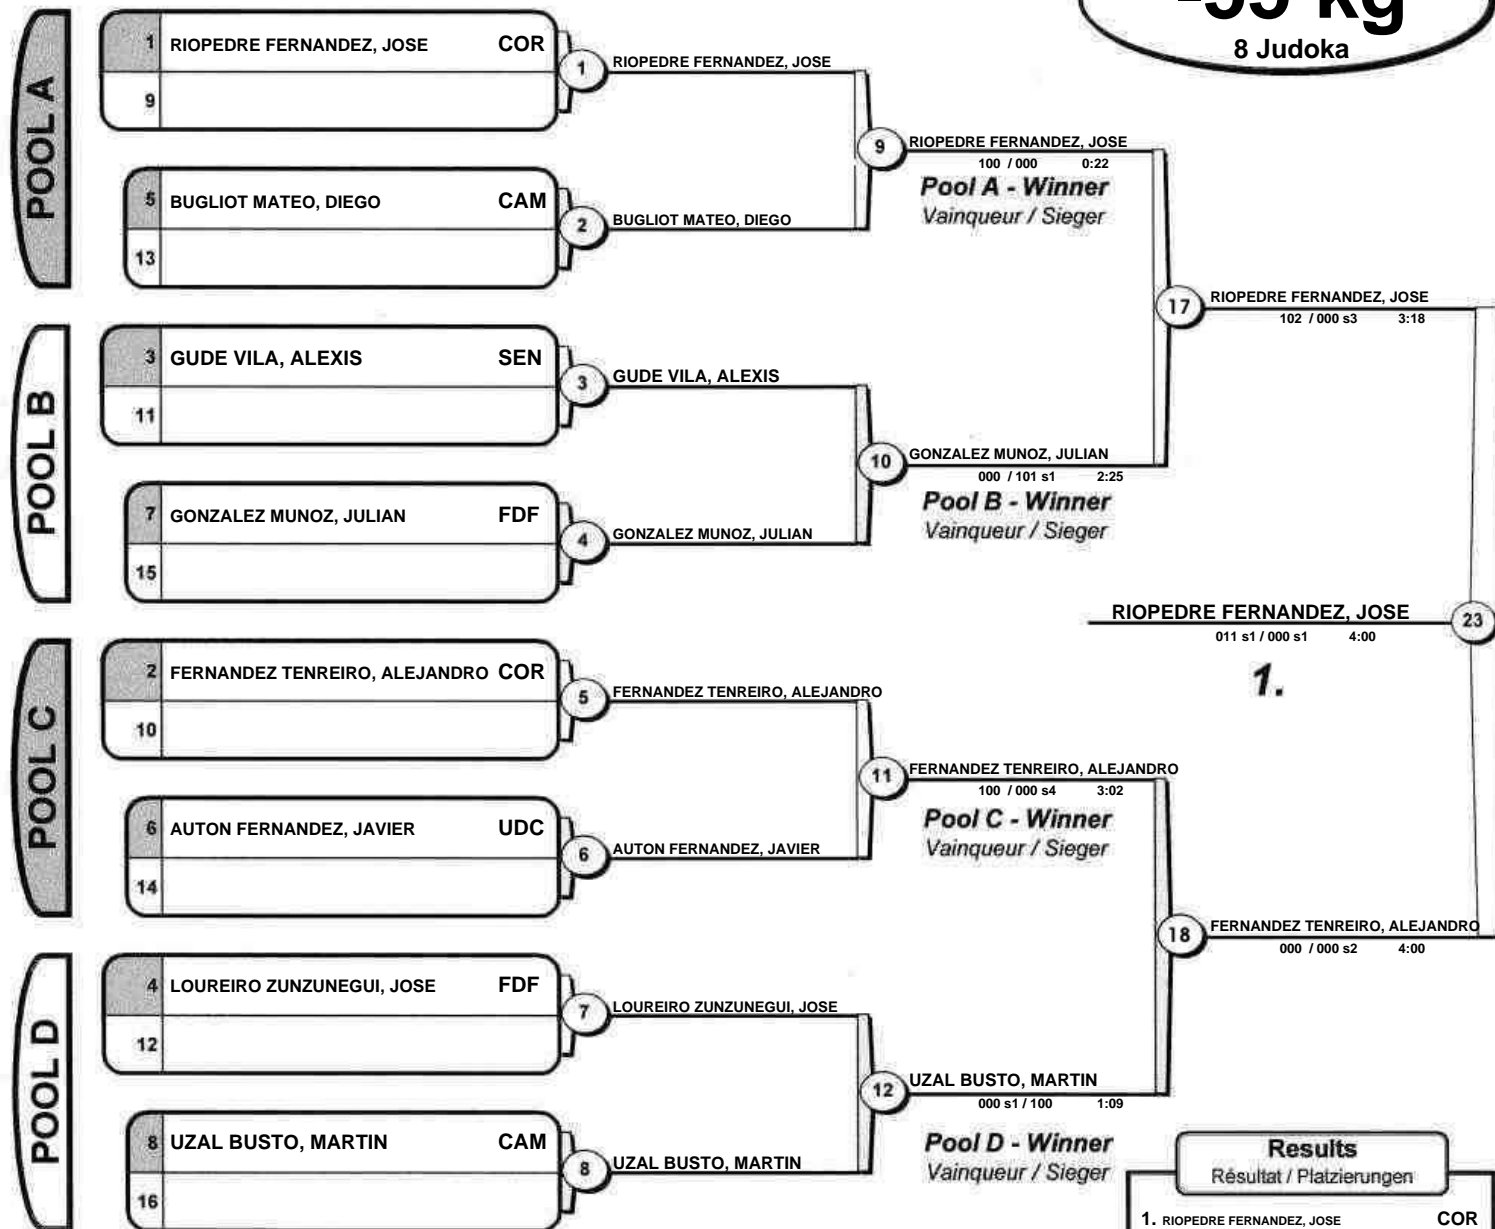 -55 kg
8 Judoka
POOL A
1 RIOPEDRE FERNANDEZ, JOSE COR
9
1 RIOPEDRE FERNANDEZ, JOSE
5 BUGLIOT MATEO, DIEGO CAM
13
2 BUGLIOT MATEO, DIEGO
9 RIOPEDRE FERNANDEZ, JOSE
100 / 000 0:22
Pool A - Winner
Vainqueur / Sieger
POOL B
3 GUDE VILA, ALEXIS SEN
11
3 GUDE VILA, ALEXIS
7 GONZALEZ MUNOZ, JULIAN FDF
15
4 GONZALEZ MUNOZ, JULIAN
10 GONZALEZ MUNOZ, JULIAN
000 / 101 s1 2:25
Pool B - Winner
Vainqueur / Sieger
17 RIOPEDRE FERNANDEZ, JOSE
102 / 000 s3 3:18
RIOPEDRE FERNANDEZ, JOSE 23
011 s1 / 000 s1 4:00
1.
POOL C
2 FERNANDEZ TENREIRO, ALEJANDRO COR
10
5 FERNANDEZ TENREIRO, ALEJANDRO
6 AUTON FERNANDEZ, JAVIER UDC
14
6 AUTON FERNANDEZ, JAVIER
11 FERNANDEZ TENREIRO, ALEJANDRO
100 / 000 s4 3:02
Pool C - Winner
Vainqueur / Sieger
18 FERNANDEZ TENREIRO, ALEJANDRO
000 / 000 s2 4:00
POOL D
4 LOUREIRO ZUNZUNEGUI, JOSE FDF
12
7 LOUREIRO ZUNZUNEGUI, JOSE
8 UZAL BUSTO, MARTIN CAM
16
8 UZAL BUSTO, MARTIN
12 UZAL BUSTO, MARTIN
000 s1 / 100 1:09
Pool D - Winner
Vainqueur / Sieger
Results
Résultat / Platzierungen
1. RIOPEDRE FERNANDEZ, JOSE COR